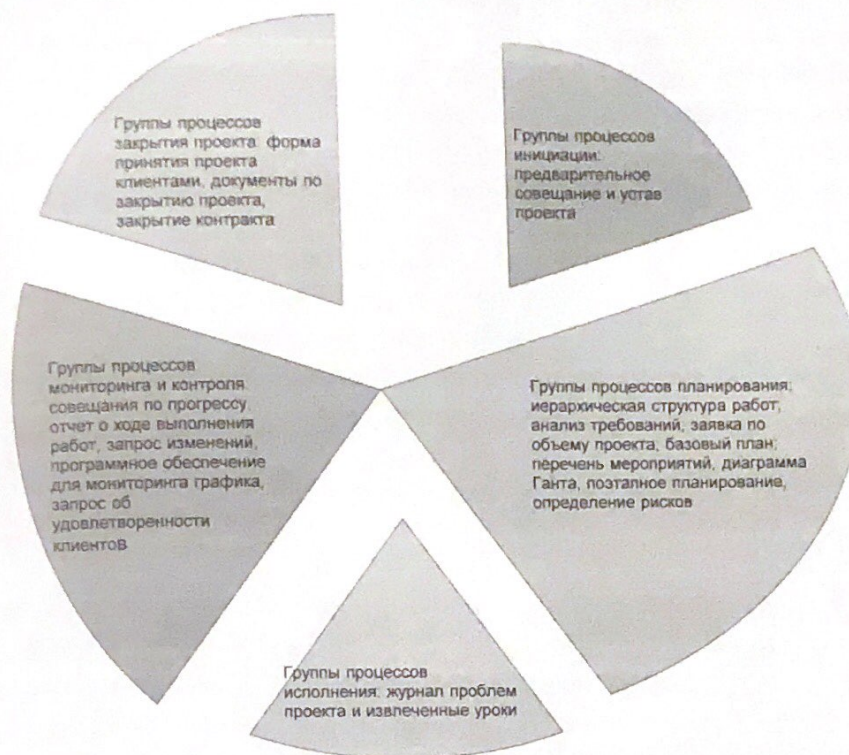 Группы процессов
закрытия проекта: форма
принятия проекта
клиентами, документы по
закрытию проекта,
закрытие контракта
Группы процессов
инициации:
предварительное
совещание и устав
проекта
Группы процессов
мониторинга и контроля:
совещания по прогрессу,
отчет о ходе выполнения
работ, запрос изменений,
программное обеспечение
для мониторинга графика,
запрос об
удовлетворенности
клиентов
Группы процессов планирования:
иерархическая структура работ,
анализ требований, заявка по
объему проекта, базовый план;
перечень мероприятий, диаграмма
Ганта, поэтапное планирование,
определение рисков
Группы процессов
исполнения: журнал проблем
проекта и извлеченные уроки